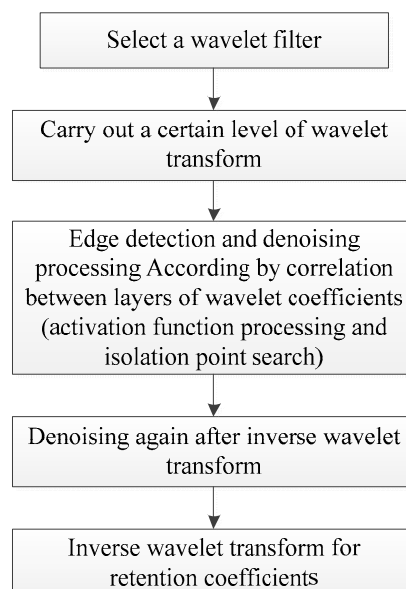 Select a wavelet filter
Carry out a certain level of wavelet
transform
Edge detection and denoising
processing According by correlation
between layers of wavelet coefficients
(activation function processing and
isolation point search)
Denoising again after inverse wavelet
transform
Inverse wavelet transform for
retention coefficients